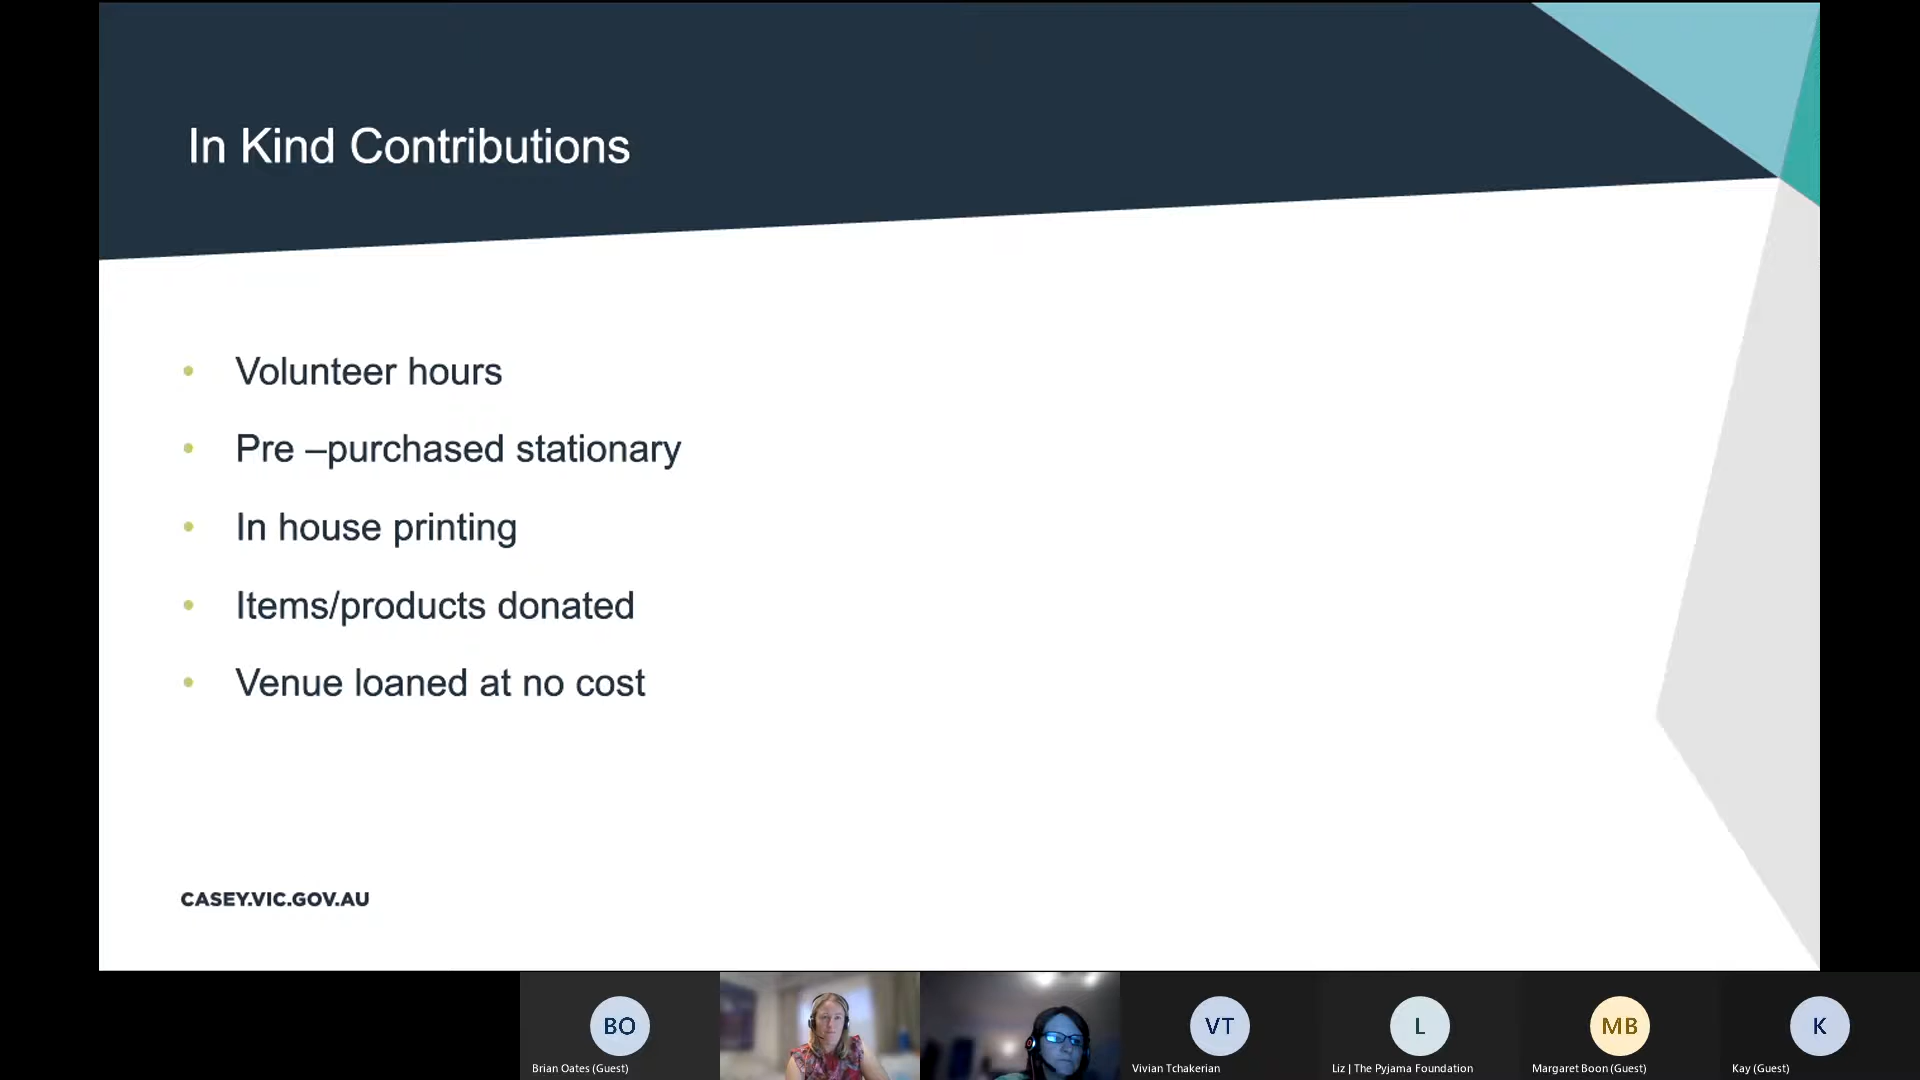 In Kind Contributions
• Volunteer hours
• Pre –purchased stationary
• In house printing
• Items/products donated
• Venue loaned at no cost
CASEY.VIC.GOV.AU
BO
VT
L
MB
K
Brian Oates (Guest)
Vivian Tchakerian
Liz | The Pyjama Foundation
Margaret Boon (Guest)
Kay (Guest)